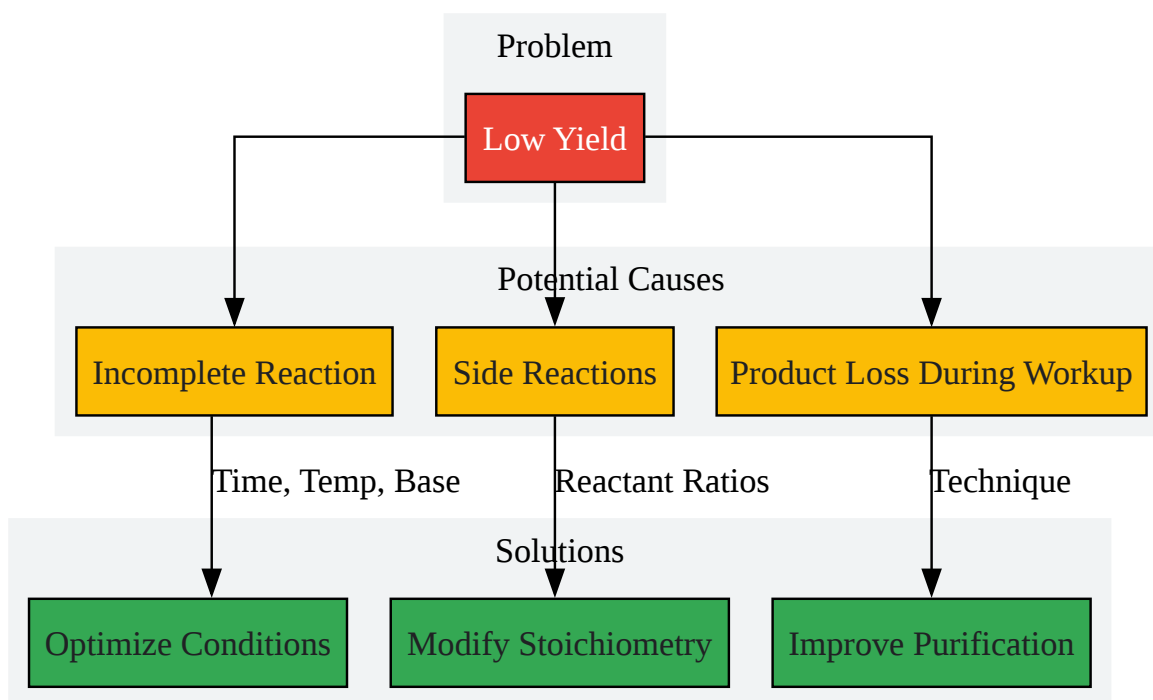 Problem
Low Yield
Potential Causes
Incomplete Reaction
Side Reactions
Product Loss During Workup
Time, Temp, Base
Reactant Ratios
Technique
Solutions
Optimize Conditions
Modify Stoichiometry
Improve Purification